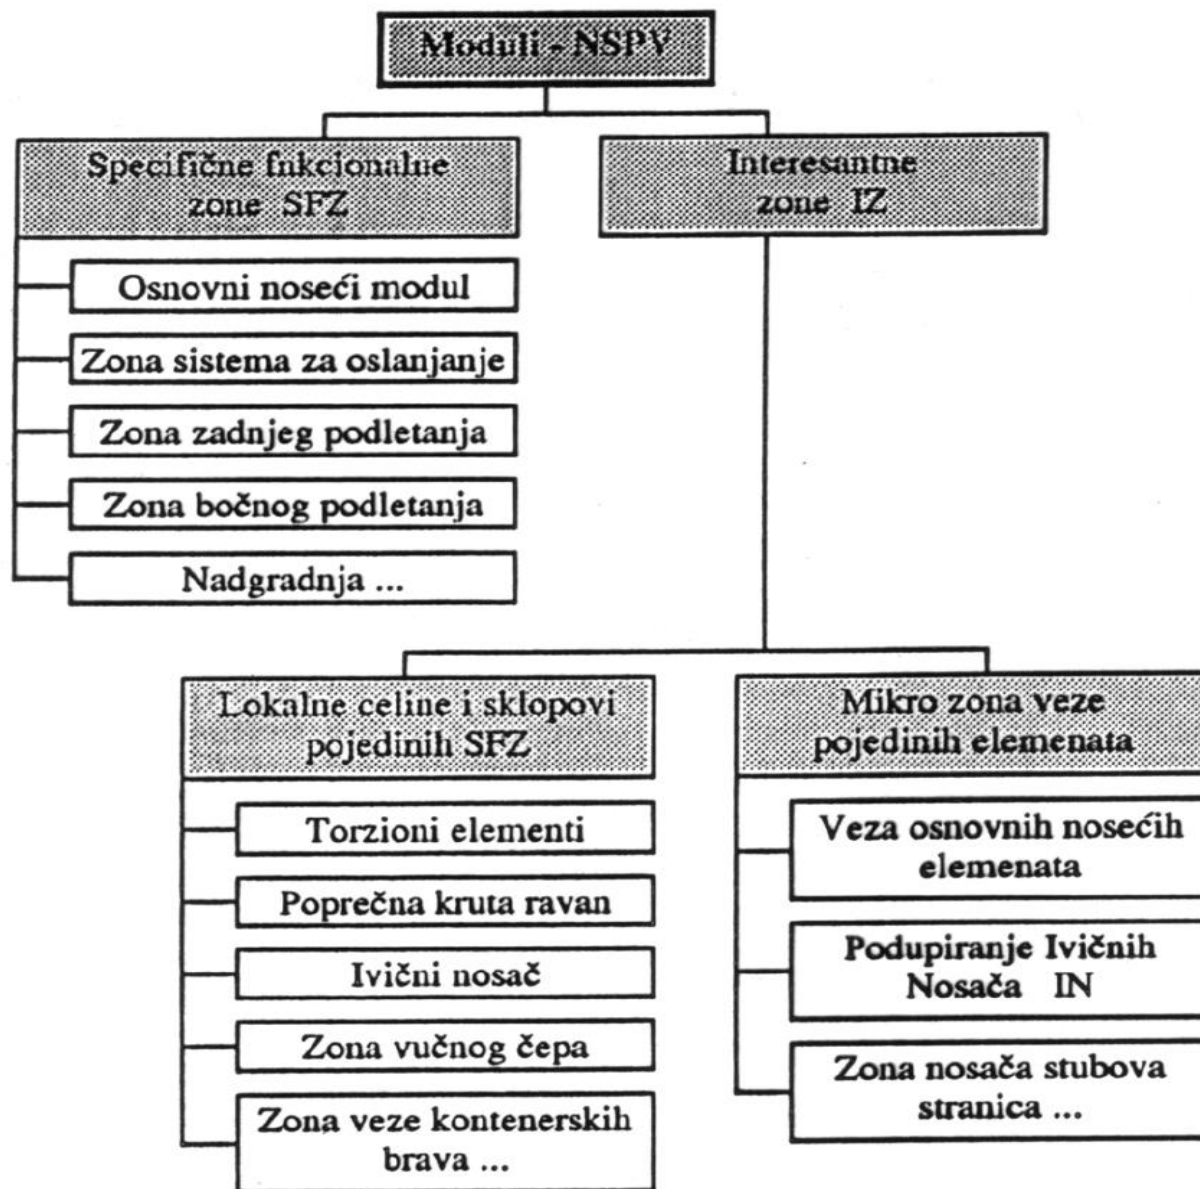 Moduli - NSPV
Specifične fnkcionalne
zone SFZ
Interesantne
zone IZ
Osnovni noseći modul
Zona sistema za oslanjanje
Zona zadnjeg podletanja
Zona bočnog podletanja
Nadgradnja ...
Lokalne celine i sklopovi
pojedinih SFZ
Torzioni elementi
Poprečna kruta ravan
Ivični nosač
Zona vučnog čepa
Zona veze kontenerskih
brava ...
Mikro zona veze
pojedinih elemenata
Veza osnovnih nosećih
elemenata
Podupiranje Ivičnih
Nosača IN
Zona nosača stubova
stranica ...